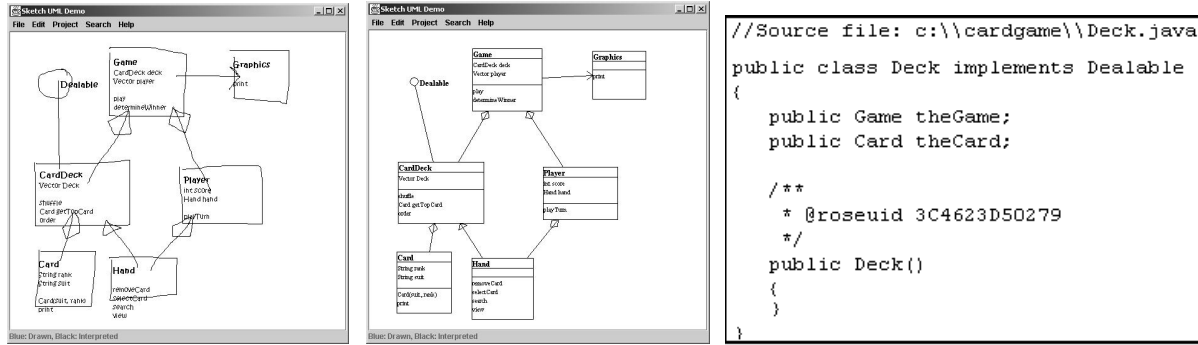 Sketch UML Demo
File Edit Project Search Help
Game
CardDeck deck
Vector player
play
determineWinner
Graphics
print
Dealable
CardDeck
Vector Deck
shuffle
Card getTopCard
order
Player
int score
Hand hand
playTurn
Card
String rank
String suit
Card(suit, rank)
print
Hand
removeCard
selectCard
search
view
Blue: Drawn, Black: Interpreted
Sketch UML Demo
File Edit Project Search Help
Game
CardDeck deck
Vector player
play
determineWinner
Graphics
print
Dealable
CardDeck
Vector Deck
shuffle
Card getTopCard
order
Player
int score
Hand hand
playTurn
Card
String rank
String suit
Card(suit, rank)
print
Hand
removeCard
selectCard
search
view
Blue: Drawn, Black: Interpreted
//Source file: c:\\cardgame\\Deck.java
public class Deck implements Dealable
{
public Game theGame;
public Card theCard;
/**
* @roseuid 3C4623D50279
*/
public Deck()
{
}
}